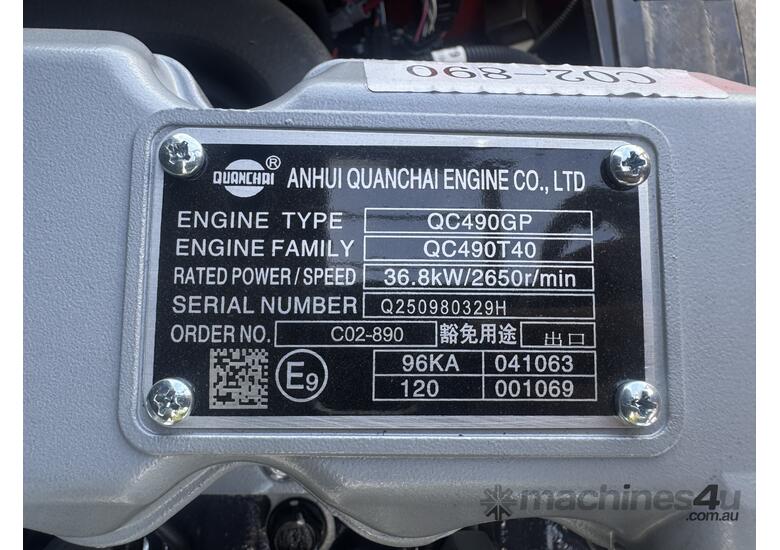 C02-890
QUANCHAI ® ANHUI QUANCHAI ENGINE CO., LTD
ENGINE TYPE QC490GP
ENGINE FAMILY QC490T40
RATED POWER / SPEED 36.8kW/2650r/min
SERIAL NUMBER Q250980329H
ORDER NO. C02-890 豁免用途 出口
E9 96KA 041063
120 001069
machines4u
.com.au